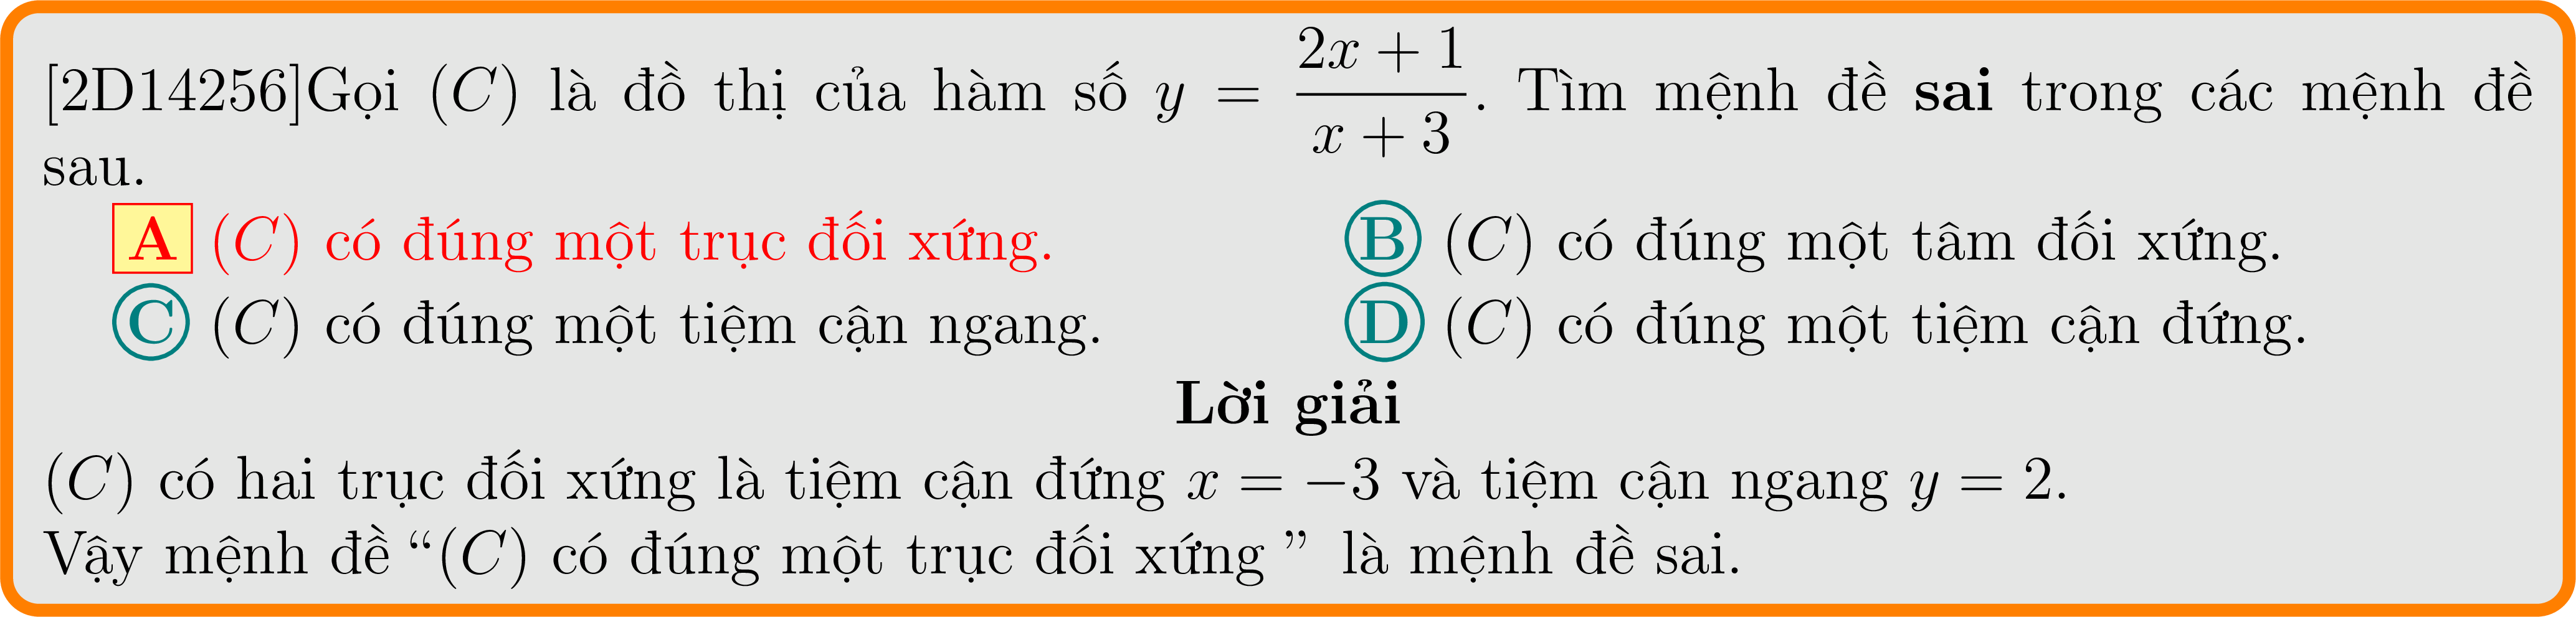 [2D14256]Gọi (C) là đồ thị của hàm số y = \frac{2x + 1}{x + 3}. Tìm mệnh đề sai trong các mệnh đề
sau.
A (C) có đúng một trục đối xứng. B (C) có đúng một tâm đối xứng.
C (C) có đúng một tiệm cận ngang. D (C) có đúng một tiệm cận đứng.
Lời giải
(C) có hai trục đối xứng là tiệm cận đứng x = −3 và tiệm cận ngang y = 2.
Vậy mệnh đề “(C) có đúng một trục đối xứng ” là mệnh đề sai.